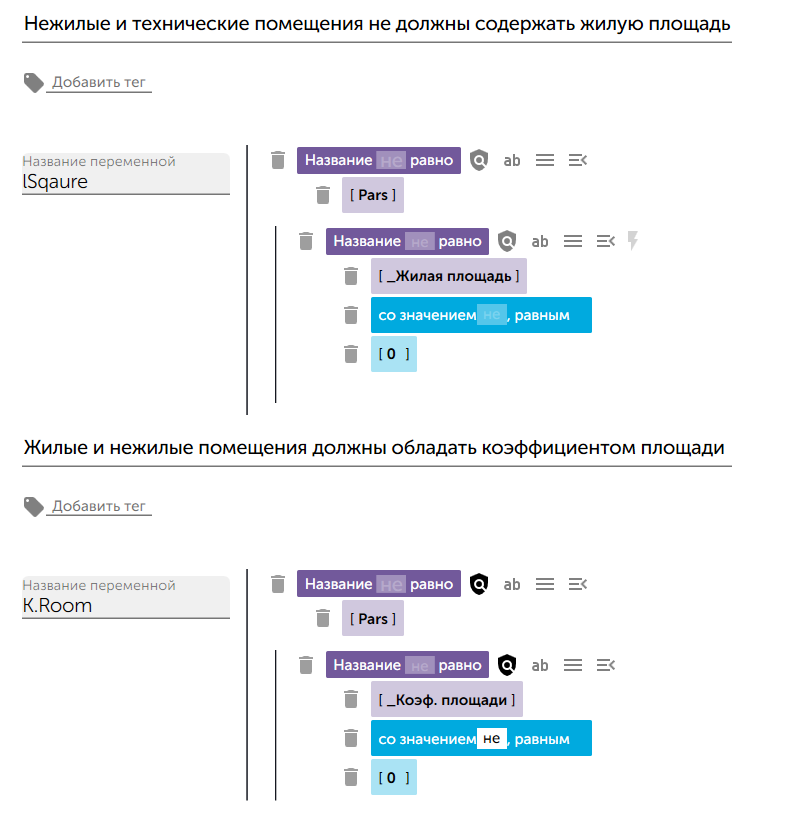 Нежилые и технические помещения не должны содержать жилую площадь
Добавить тег
Название переменной
lSqaure
Название не равно
ab
[ Pars ]
Название не равно
ab
[ _Жилая площадь ]
со значением не , равным
[ 0 ]
Жилые и нежилые помещения должны обладать коэффициентом площади
Добавить тег
Название переменной
K.Room
Название не равно
ab
[ Pars ]
Название не равно
ab
[ _Коэф. площади ]
со значением не , равным
[ 0 ]